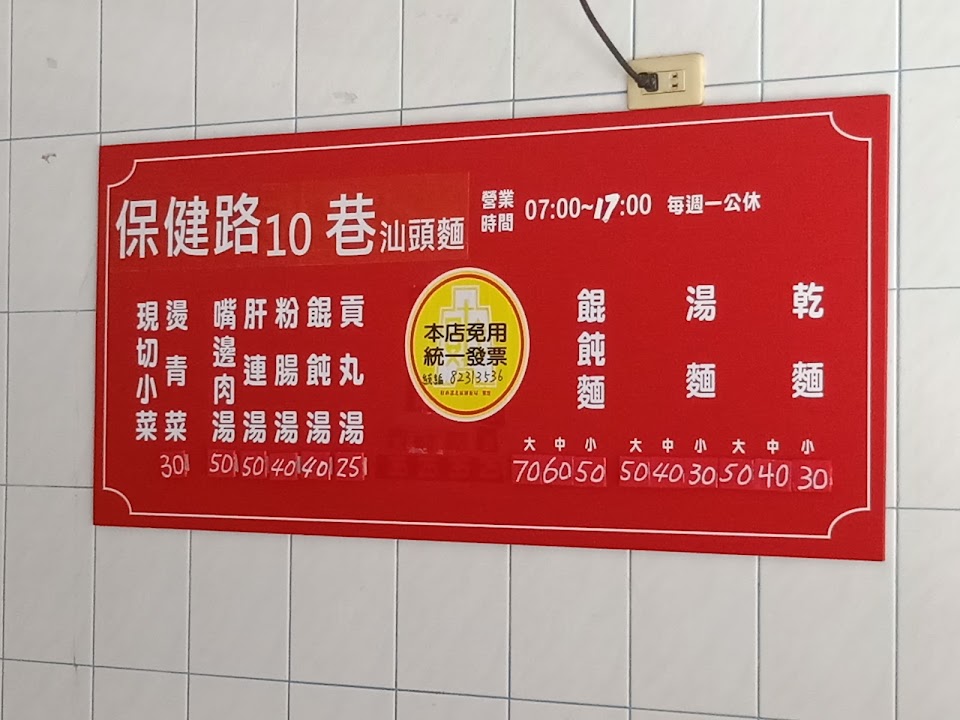 保健路10巷汕頭麵
營業時間 07:00~17:00 每週一公休
乾麵
大 中 小
50 40 30
湯麵
大 中 小
50 40 30
餛飩麵
大 中 小
70 60 50
本店免用
統一發票
統編 82313536
貢丸湯
25
餛飩湯
40
粉腸湯
40
肝連湯
50
嘴邊肉湯
50
燙青菜
30
現切小菜